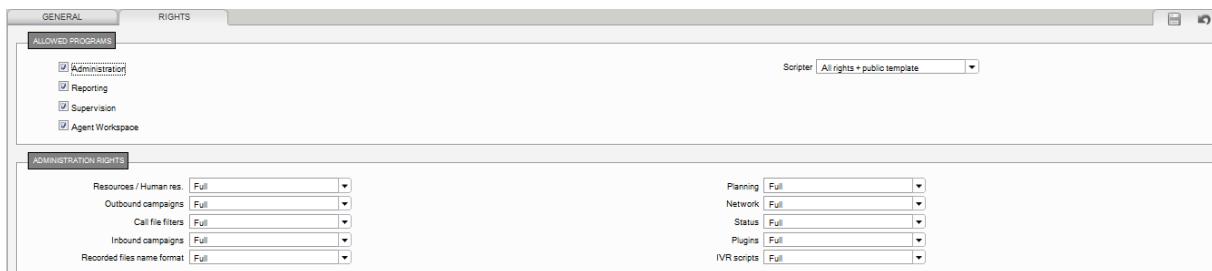 GENERAL RIGHTS
ALLOWED PROGRAMS
Administration Scripter All rights + public template
Reporting
Supervision
Agent Workspace
ADMINISTRATION RIGHTS
Resources / Human res. Full Planning Full
Outbound campaigns Full Network Full
Call file filters Full Status Full
Inbound campaigns Full Plugins Full
Recorded files name format Full IVR scripts Full